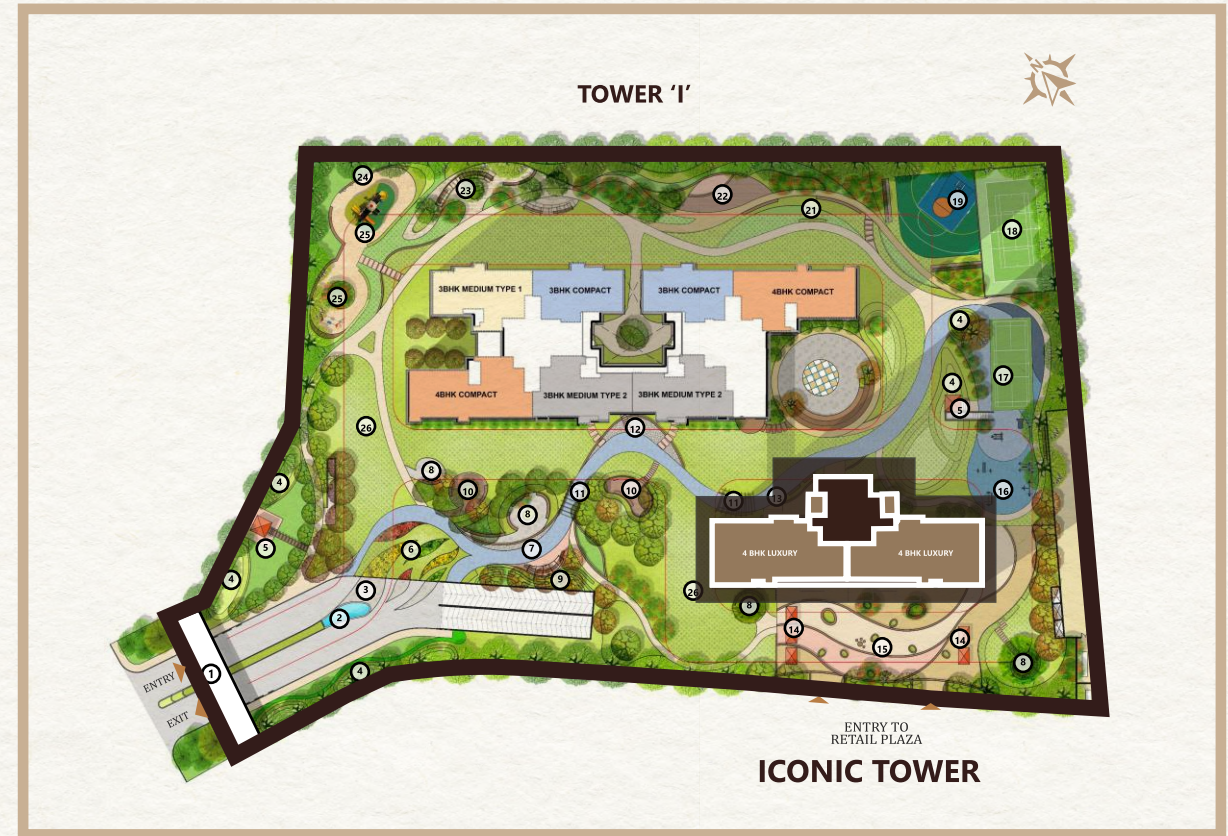 N
TOWER ‘I’
24
23
22
21
19
18
25
25
3BHK MEDIUM TYPE 1
3BHK COMPACT
3BHK COMPACT
4BHK COMPACT
4
17
4
5
4BHK COMPACT
3BHK MEDIUM TYPE 2
3BHK MEDIUM TYPE 2
26
12
8
4
10
11
8
10
11
13
16
5
6
7
4 BHK LUXURY
4 BHK LUXURY
4
3
9
26
8
2
14
15
14
8
1
4
ENTRY
EXIT
ENTRY TO
RETAIL PLAZA
ICONIC TOWER